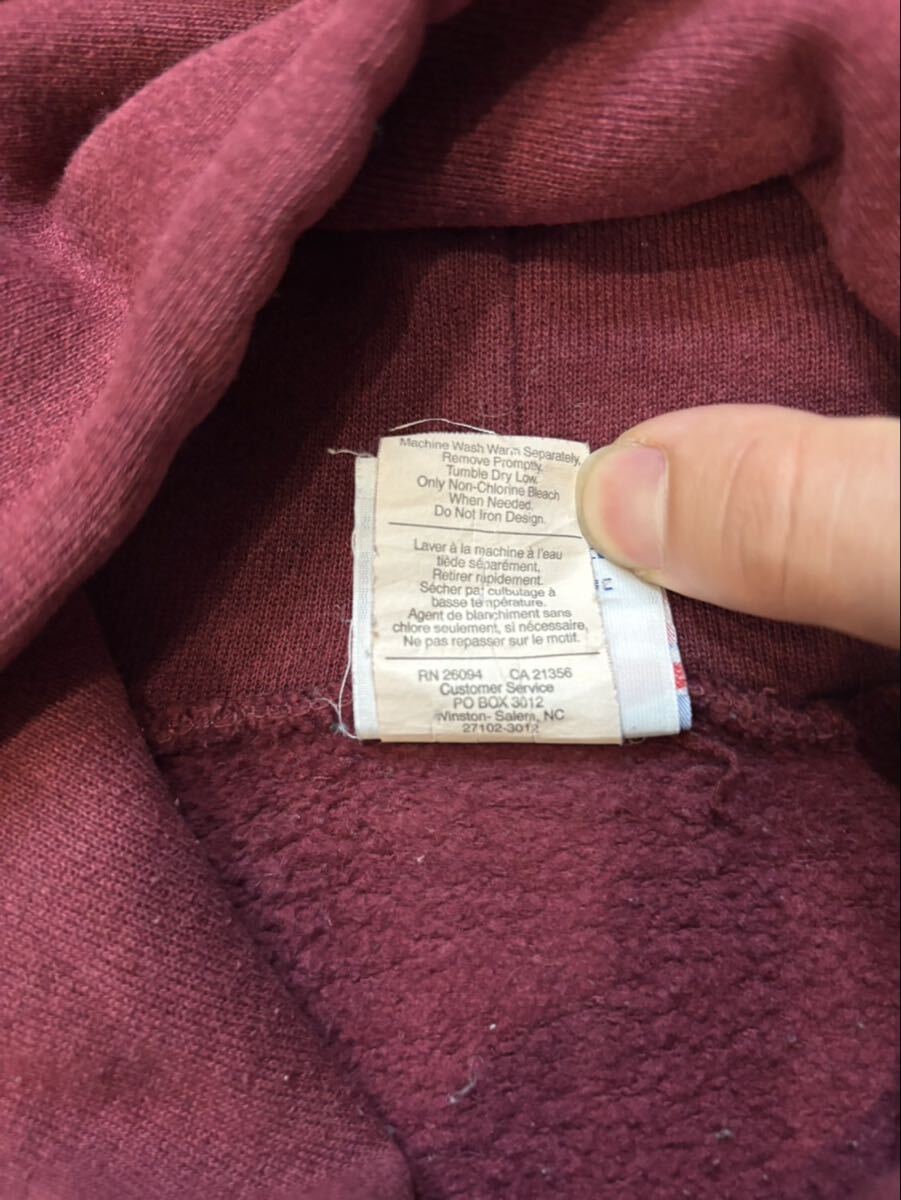 Machine Wash Warm Separately,
Remove Promptly.
Tumble Dry Low.
Only Non-Chlorine Bleach
When Needed.
Do Not Iron Design.
Laver à la machine à l'eau
tiède séparément.
Retirer rapidement.
Sécher par culbutage à
basse température.
Agent de blanchiment sans
chlore seulement, si nécessaire,
Ne pas repasser sur le motif.
RN 26094 CA 21356
Customer Service
PO BOX 3012
Winston- Salem, NC
27102-3012